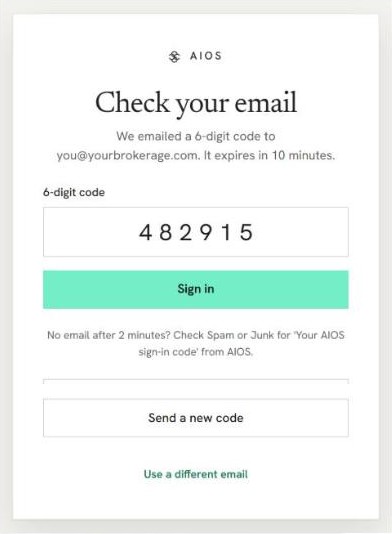 AIOS
Check your email
We emailed a 6-digit code to
you@yourbrokerage.com. It expires in 10 minutes.
6-digit code
482915
Sign in
No email after 2 minutes? Check Spam or Junk for 'Your AIOS
sign-in code' from AIOS.
Send a new code
Use a different email